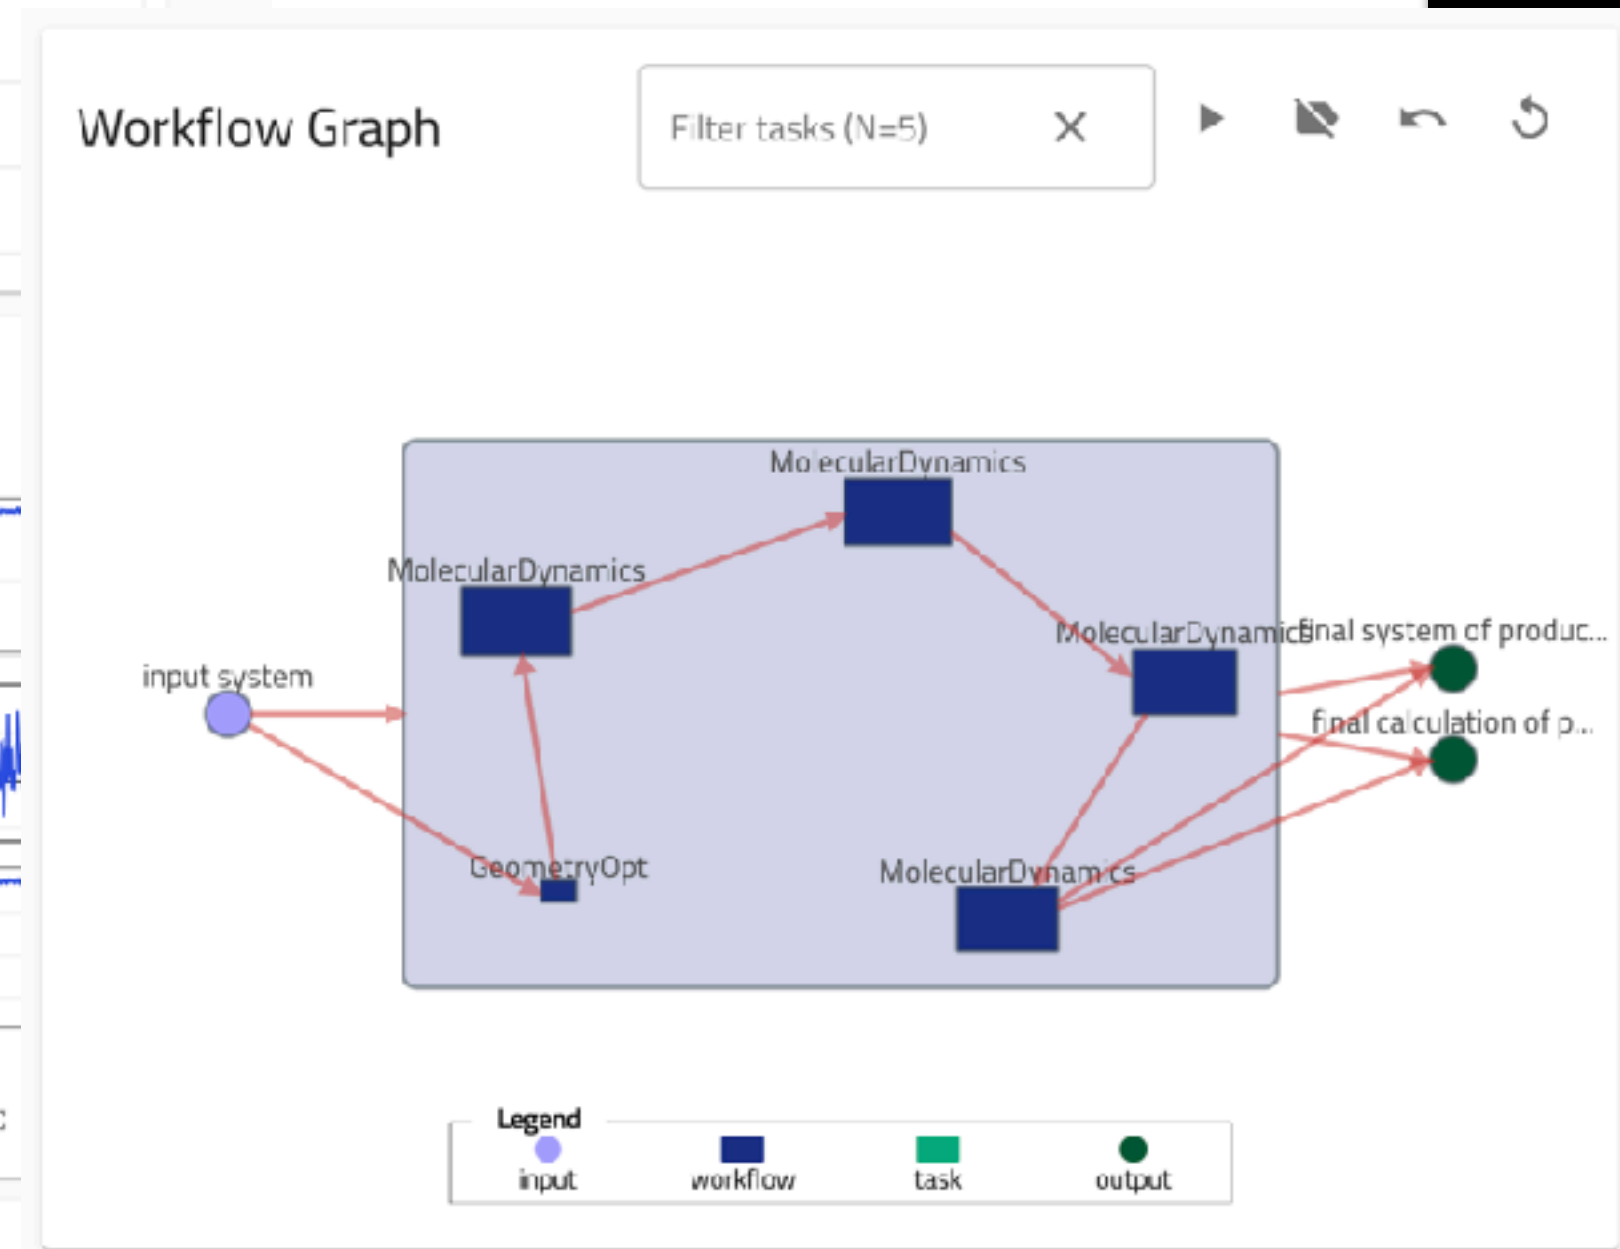 Workflow Graph
Filter tasks (N=5)
MolecularDynamics
MolecularDynamics
MolecularDynamics
final system of produc...
input system
final calculation of p...
GeometryOpt
MolecularDynamics
Legend
input
workflow
task
output